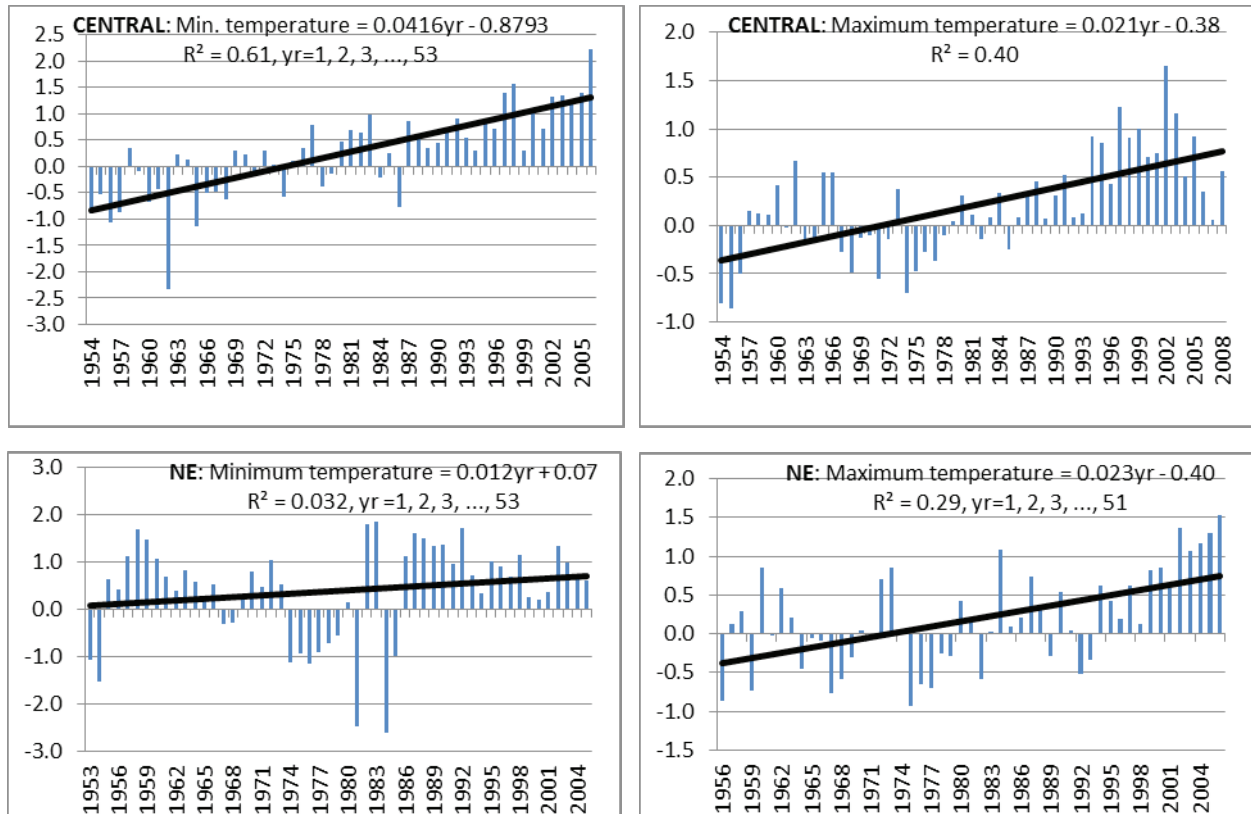 CENTRAL: Min. temperature = 0.0416yr - 0.8793
R² = 0.61, yr=1, 2, 3, ..., 53
2.5
2.0
1.5
1.0
0.5
0.0
-0.5
-1.0
-1.5
-2.0
-2.5
-3.0
1954 1957 1960 1963 1966 1969 1972 1975 1978 1981 1984 1987 1990 1993 1996 1999 2002 2005
CENTRAL: Maximum temperature = 0.021yr - 0.38
R² = 0.40
2.0
1.5
1.0
0.5
0.0
-0.5
-1.0
1954 1957 1960 1963 1966 1969 1972 1975 1978 1981 1984 1987 1990 1993 1996 1999 2002 2005 2008
NE: Minimum temperature = 0.012yr + 0.07
R² = 0.032, yr =1, 2, 3, ..., 53
3.0
2.0
1.0
0.0
-1.0
-2.0
-3.0
1953 1956 1959 1962 1965 1968 1971 1974 1977 1980 1983 1986 1989 1992 1995 1998 2001 2004
NE: Maximum temperature = 0.023yr - 0.40
R² = 0.29, yr=1, 2, 3, ..., 51
2.0
1.5
1.0
0.5
0.0
-0.5
-1.0
-1.5
1956 1959 1962 1965 1968 1971 1974 1977 1980 1983 1986 1989 1992 1995 1998 2001 2004